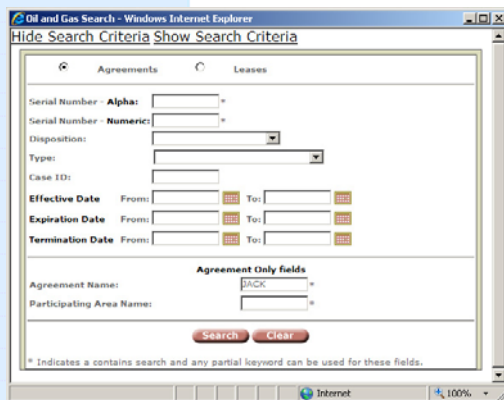 Oil and Gas Search - Windows Internet Explorer
Hide Search Criteria Show Search Criteria
Agreements Leases
Serial Number - Alpha: *
Serial Number - Numeric: *
Disposition:
Type:
Case ID:
Effective Date From: To:
Expiration Date From: To:
Termination Date From: To:
Agreement Only fields
Agreement Name: JACK *
Participating Area Name: *
Search Clear
* Indicates a contains search and any partial keyword can be used for these fields.
Internet 100%